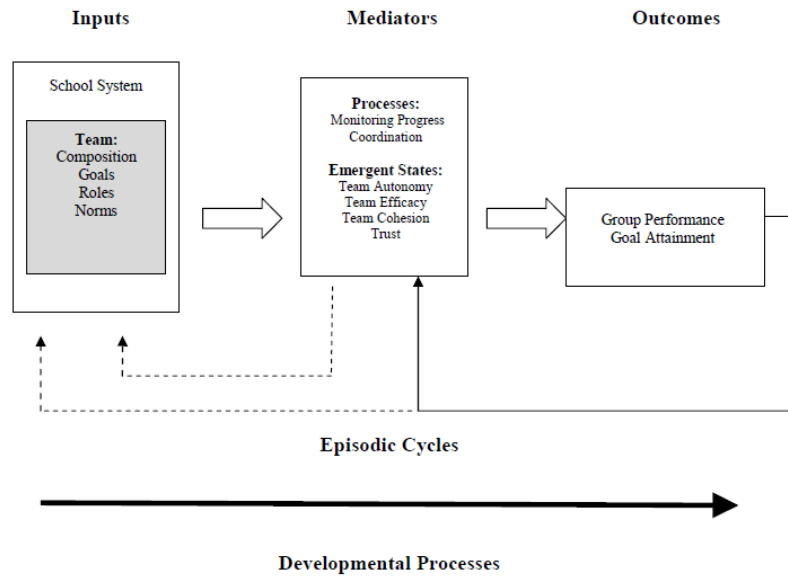 Inputs
Mediators
Outcomes
School System
Team:
Composition
Goals
Roles
Norms
Processes:
Monitoring Progress
Coordination
Emergent States:
Team Autonomy
Team Efficacy
Team Cohesion
Trust
Group Performance
Goal Attainment
Episodic Cycles
Developmental Processes